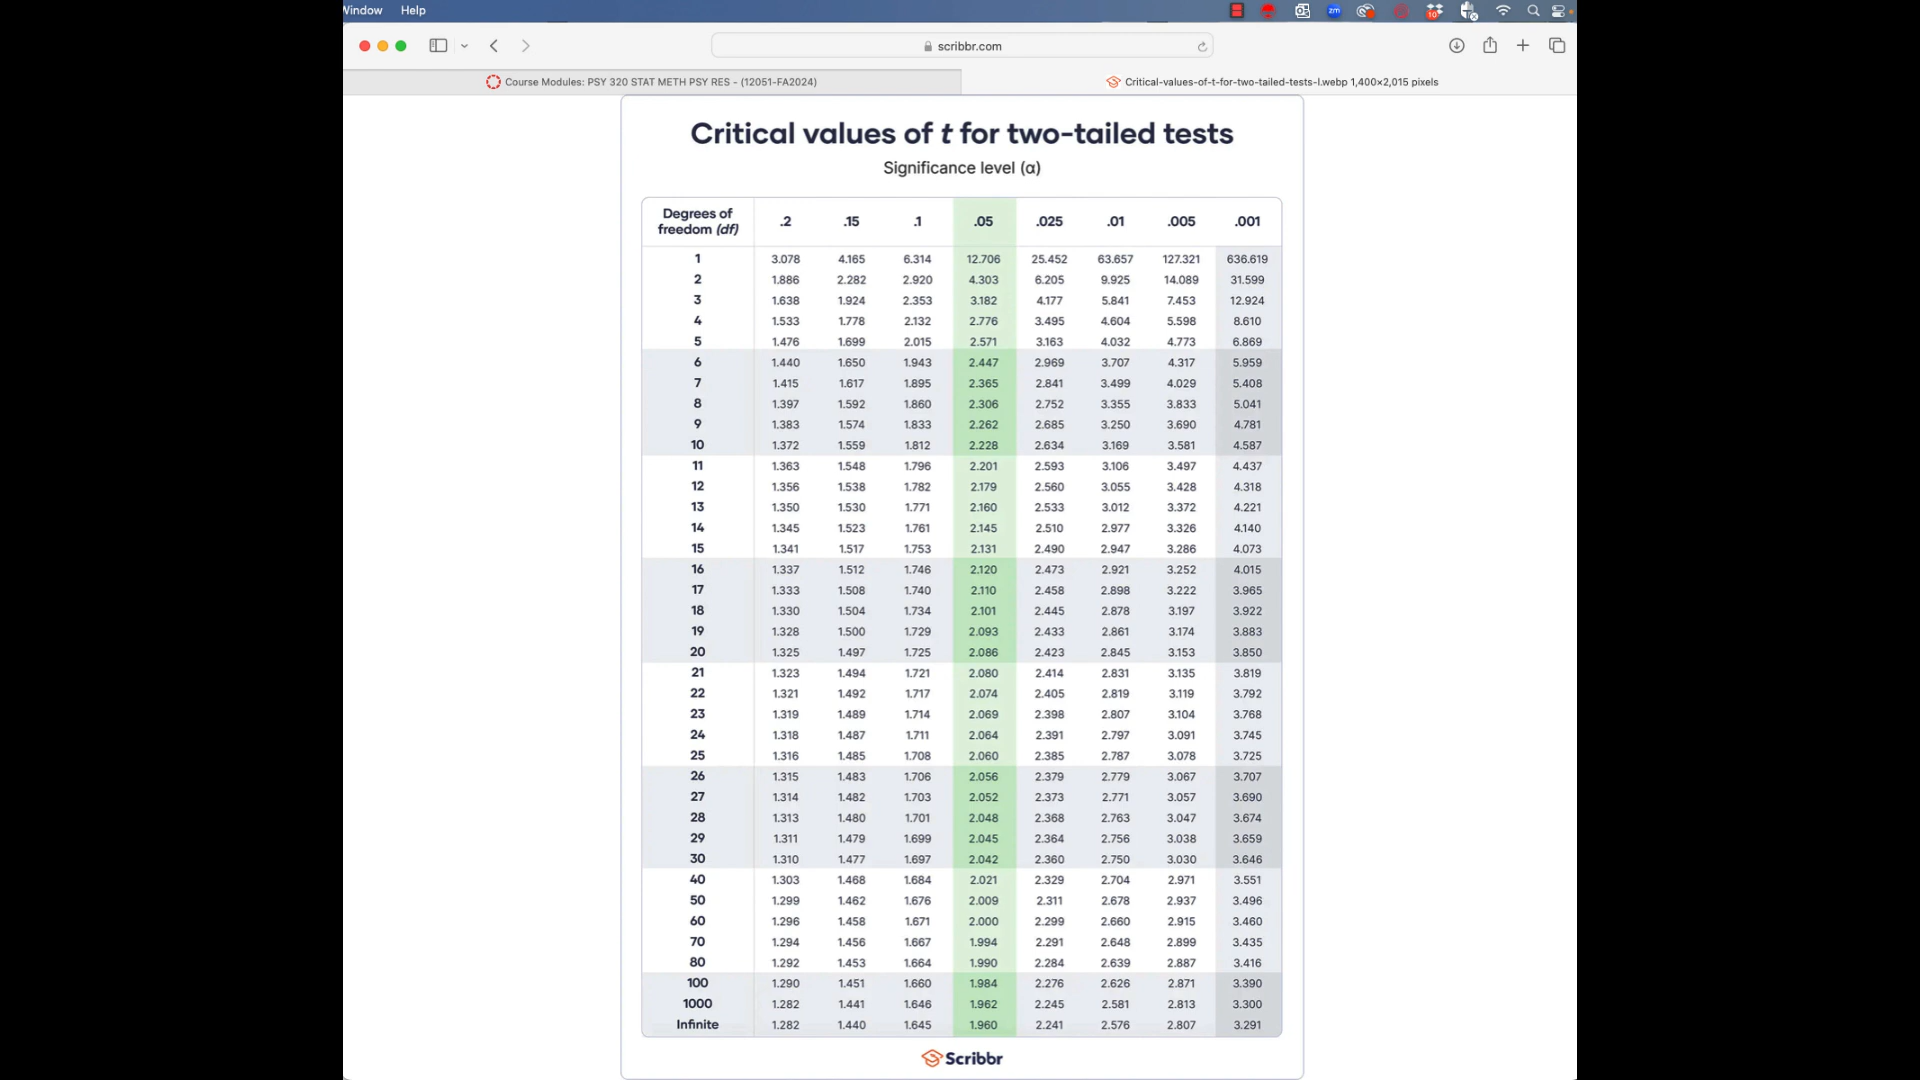 Window Help
zm
10
scribbr.com
Course Modules: PSY 320 STAT METH PSY RES - (12051-FA2024)
Critical-values-of-t-for-two-tailed-tests-l.webp 1,400×2,015 pixels
Critical values of t for two-tailed tests
Significance level (α)
Degrees of
freedom (df) .2 .15 .1 .05 .025 .01 .005 .001
1 3.078 4.165 6.314 12.706 25.452 63.657 127.321 636.619
2 1.886 2.282 2.920 4.303 6.205 9.925 14.089 31.599
3 1.638 1.924 2.353 3.182 4.177 5.841 7.453 12.924
4 1.533 1.778 2.132 2.776 3.495 4.604 5.598 8.610
5 1.476 1.699 2.015 2.571 3.163 4.032 4.773 6.869
6 1.440 1.650 1.943 2.447 2.969 3.707 4.317 5.959
7 1.415 1.617 1.895 2.365 2.841 3.499 4.029 5.408
8 1.397 1.592 1.860 2.306 2.752 3.355 3.833 5.041
9 1.383 1.574 1.833 2.262 2.685 3.250 3.690 4.781
10 1.372 1.559 1.812 2.228 2.634 3.169 3.581 4.587
11 1.363 1.548 1.796 2.201 2.593 3.106 3.497 4.437
12 1.356 1.538 1.782 2.179 2.560 3.055 3.428 4.318
13 1.350 1.530 1.771 2.160 2.533 3.012 3.372 4.221
14 1.345 1.523 1.761 2.145 2.510 2.977 3.326 4.140
15 1.341 1.517 1.753 2.131 2.490 2.947 3.286 4.073
16 1.337 1.512 1.746 2.120 2.473 2.921 3.252 4.015
17 1.333 1.508 1.740 2.110 2.458 2.898 3.222 3.965
18 1.330 1.504 1.734 2.101 2.445 2.878 3.197 3.922
19 1.328 1.500 1.729 2.093 2.433 2.861 3.174 3.883
20 1.325 1.497 1.725 2.086 2.423 2.845 3.153 3.850
21 1.323 1.494 1.721 2.080 2.414 2.831 3.135 3.819
22 1.321 1.492 1.717 2.074 2.405 2.819 3.119 3.792
23 1.319 1.489 1.714 2.069 2.398 2.807 3.104 3.768
24 1.318 1.487 1.711 2.064 2.391 2.797 3.091 3.745
25 1.316 1.485 1.708 2.060 2.385 2.787 3.078 3.725
26 1.315 1.483 1.706 2.056 2.379 2.779 3.067 3.707
27 1.314 1.482 1.703 2.052 2.373 2.771 3.057 3.690
28 1.313 1.480 1.701 2.048 2.368 2.763 3.047 3.674
29 1.311 1.479 1.699 2.045 2.364 2.756 3.038 3.659
30 1.310 1.477 1.697 2.042 2.360 2.750 3.030 3.646
40 1.303 1.468 1.684 2.021 2.329 2.704 2.971 3.551
50 1.299 1.462 1.676 2.009 2.311 2.678 2.937 3.496
60 1.296 1.458 1.671 2.000 2.299 2.660 2.915 3.460
70 1.294 1.456 1.667 1.994 2.291 2.648 2.899 3.435
80 1.292 1.453 1.664 1.990 2.284 2.639 2.887 3.416
100 1.290 1.451 1.660 1.984 2.276 2.626 2.871 3.390
1000 1.282 1.441 1.646 1.962 2.245 2.581 2.813 3.300
Infinite 1.282 1.440 1.645 1.960 2.241 2.576 2.807 3.291
Scribbr